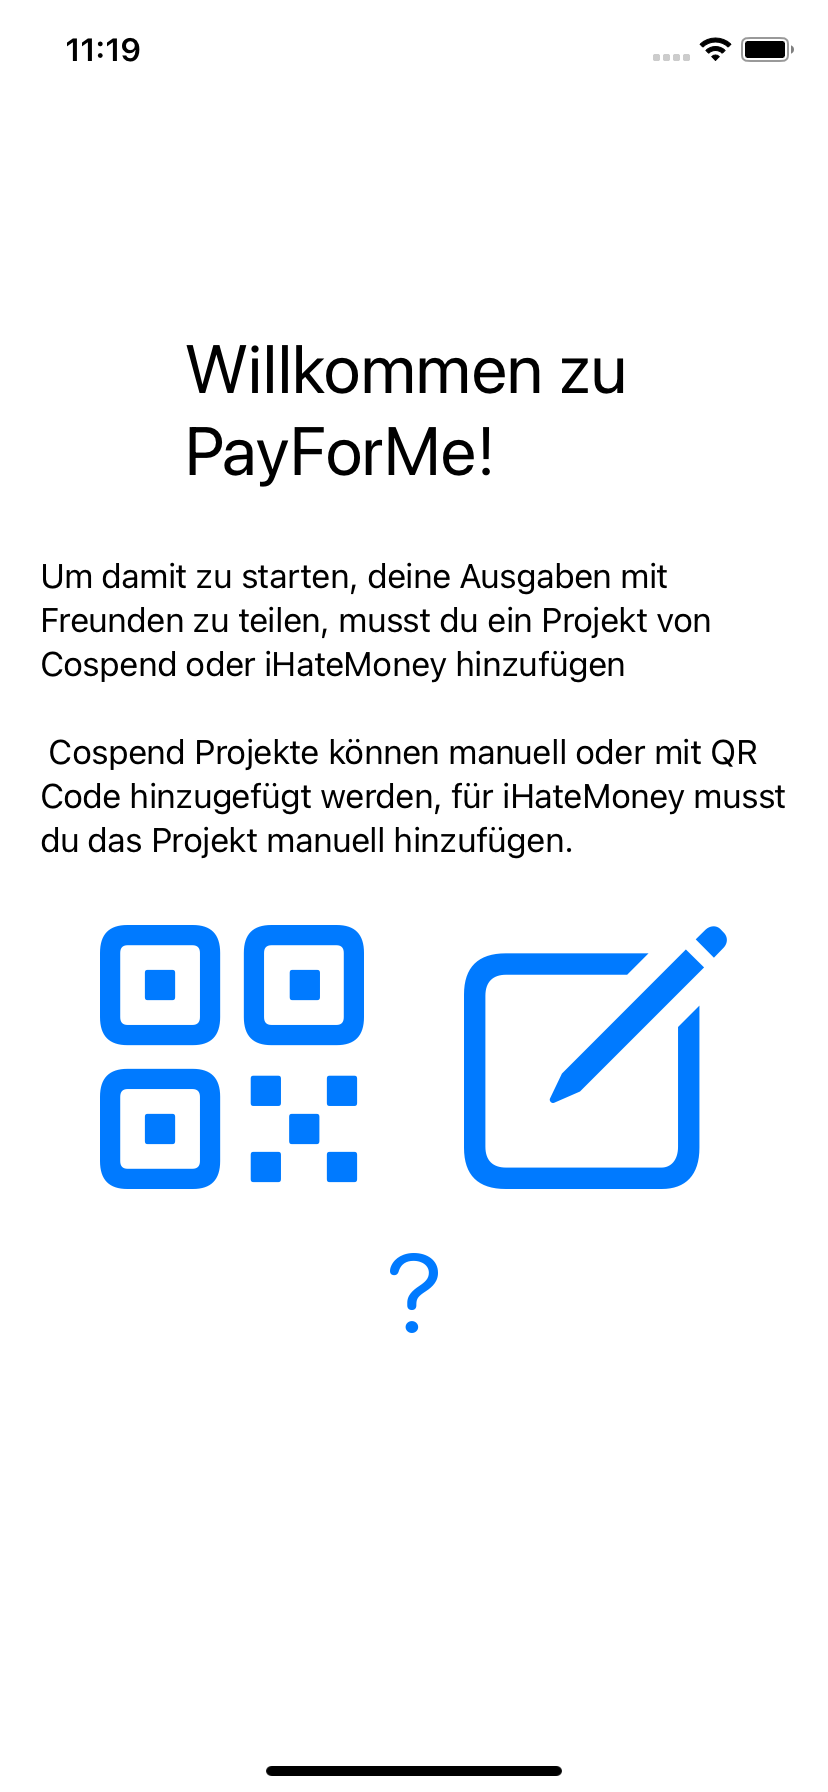 11:19
Willkommen zu
PayForMe!
Um damit zu starten, deine Ausgaben mit
Freunden zu teilen, musst du ein Projekt von
Cospend oder iHateMoney hinzufügen
Cospend Projekte können manuell oder mit QR
Code hinzugefügt werden, für iHateMoney musst
du das Projekt manuell hinzufügen.
?